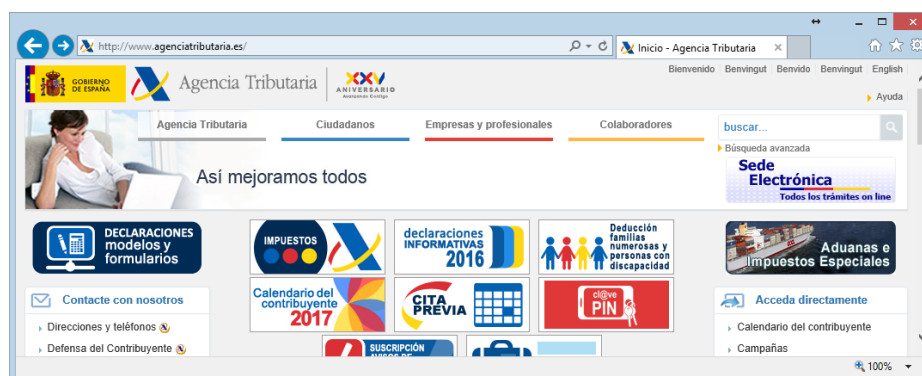 http://www.agenciatributaria.es/
Inicio - Agencia Tributaria
GOBIERNO
DE ESPAÑA
Agencia Tributaria
XXV
ANIVERSARIO
Avanzando Contigo
Bienvenido Benvingut Benvido Benvingut English
Ayuda
Agencia Tributaria
Ciudadanos
Empresas y profesionales
Colaboradores
buscar...
Búsqueda avanzada
Así mejoramos todos
Sede
Electrónica
Todos los trámites on line
DECLARACIONES
modelos y
formularios
IMPUESTOS
declaraciones
INFORMATIVAS
2016
Deducción
familias
numerosas y
personas con
discapacidad
Aduanas e
Impuestos Especiales
Contacte con nosotros
Direcciones y teléfonos
Defensa del Contribuyente
Calendario del
contribuyente
2017
CITA
PREVIA
cl@ve
PIN
Acceda directamente
Calendario del contribuyente
Campañas
SUSCRIPCIÓN
100%